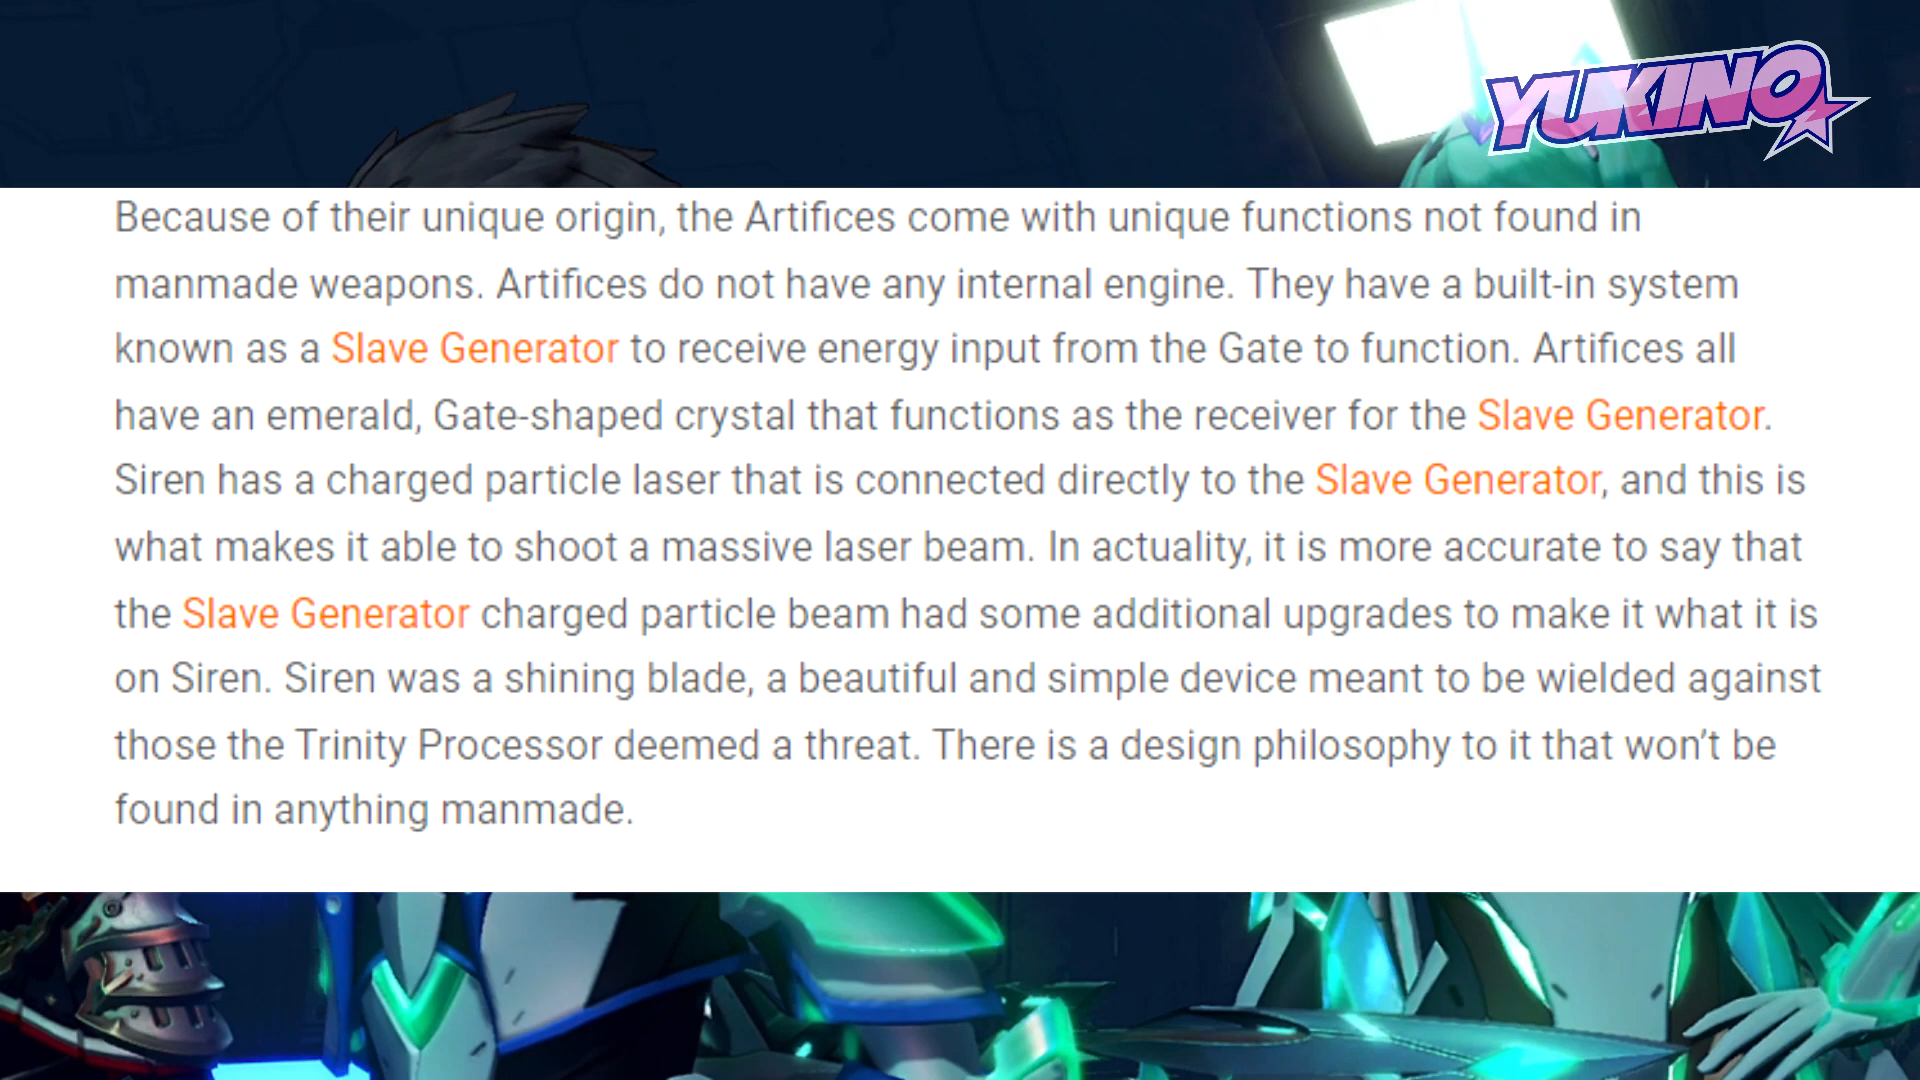 YUKINO
Because of their unique origin, the Artifices come with unique functions not found in
manmade weapons. Artifices do not have any internal engine. They have a built-in system
known as a Slave Generator to receive energy input from the Gate to function. Artifices all
have an emerald, Gate-shaped crystal that functions as the receiver for the Slave Generator.
Siren has a charged particle laser that is connected directly to the Slave Generator, and this is
what makes it able to shoot a massive laser beam. In actuality, it is more accurate to say that
the Slave Generator charged particle beam had some additional upgrades to make it what it is
on Siren. Siren was a shining blade, a beautiful and simple device meant to be wielded against
those the Trinity Processor deemed a threat. There is a design philosophy to it that won’t be
found in anything manmade.